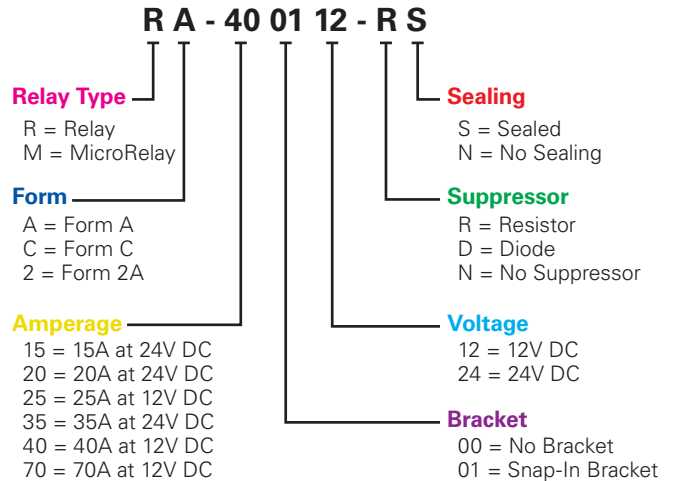 R A - 40 01 12 - R S
Relay Type
R = Relay
M = MicroRelay
Form
A = Form A
C = Form C
2 = Form 2A
Amperage
15 = 15A at 24V DC
20 = 20A at 24V DC
25 = 25A at 12V DC
35 = 35A at 24V DC
40 = 40A at 12V DC
70 = 70A at 12V DC
Sealing
S = Sealed
N = No Sealing
Suppressor
R = Resistor
D = Diode
N = No Suppressor
Voltage
12 = 12V DC
24 = 24V DC
Bracket
00 = No Bracket
01 = Snap-In Bracket